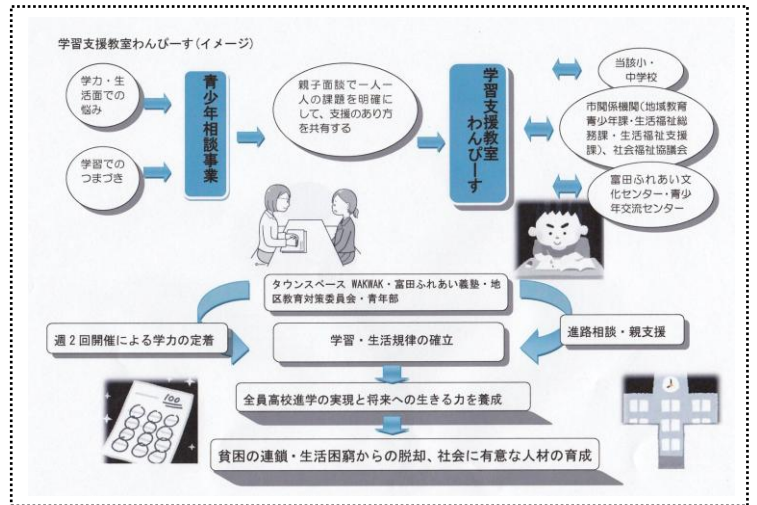 学習支援教室わんぴーす(イメージ)
学力・生
活面での
悩み
学習での
つまづき
青少年相談事業
親子面談で一人一
人の課題を明確に
して、支援のあり方
を共有する
学習支援教室
わんぴーす
当該小・
中学校
市関係機関(地域教育
青少年課・生活福祉総
務課・生活福祉支援
課)、社会福祉協議会
富田ふれあい文
化センター・青少
年交流センター
タウンスペース WAKWAK・富田ふれあい義塾・地
区教育対策委員会・青年部
週2回開催による学力の定着
学習・生活規律の確立
進路相談・親支援
全員高校進学の実現と将来への生きる力を養成
100
貧困の連鎖・生活困窮からの脱却、社会に有意な人材の育成